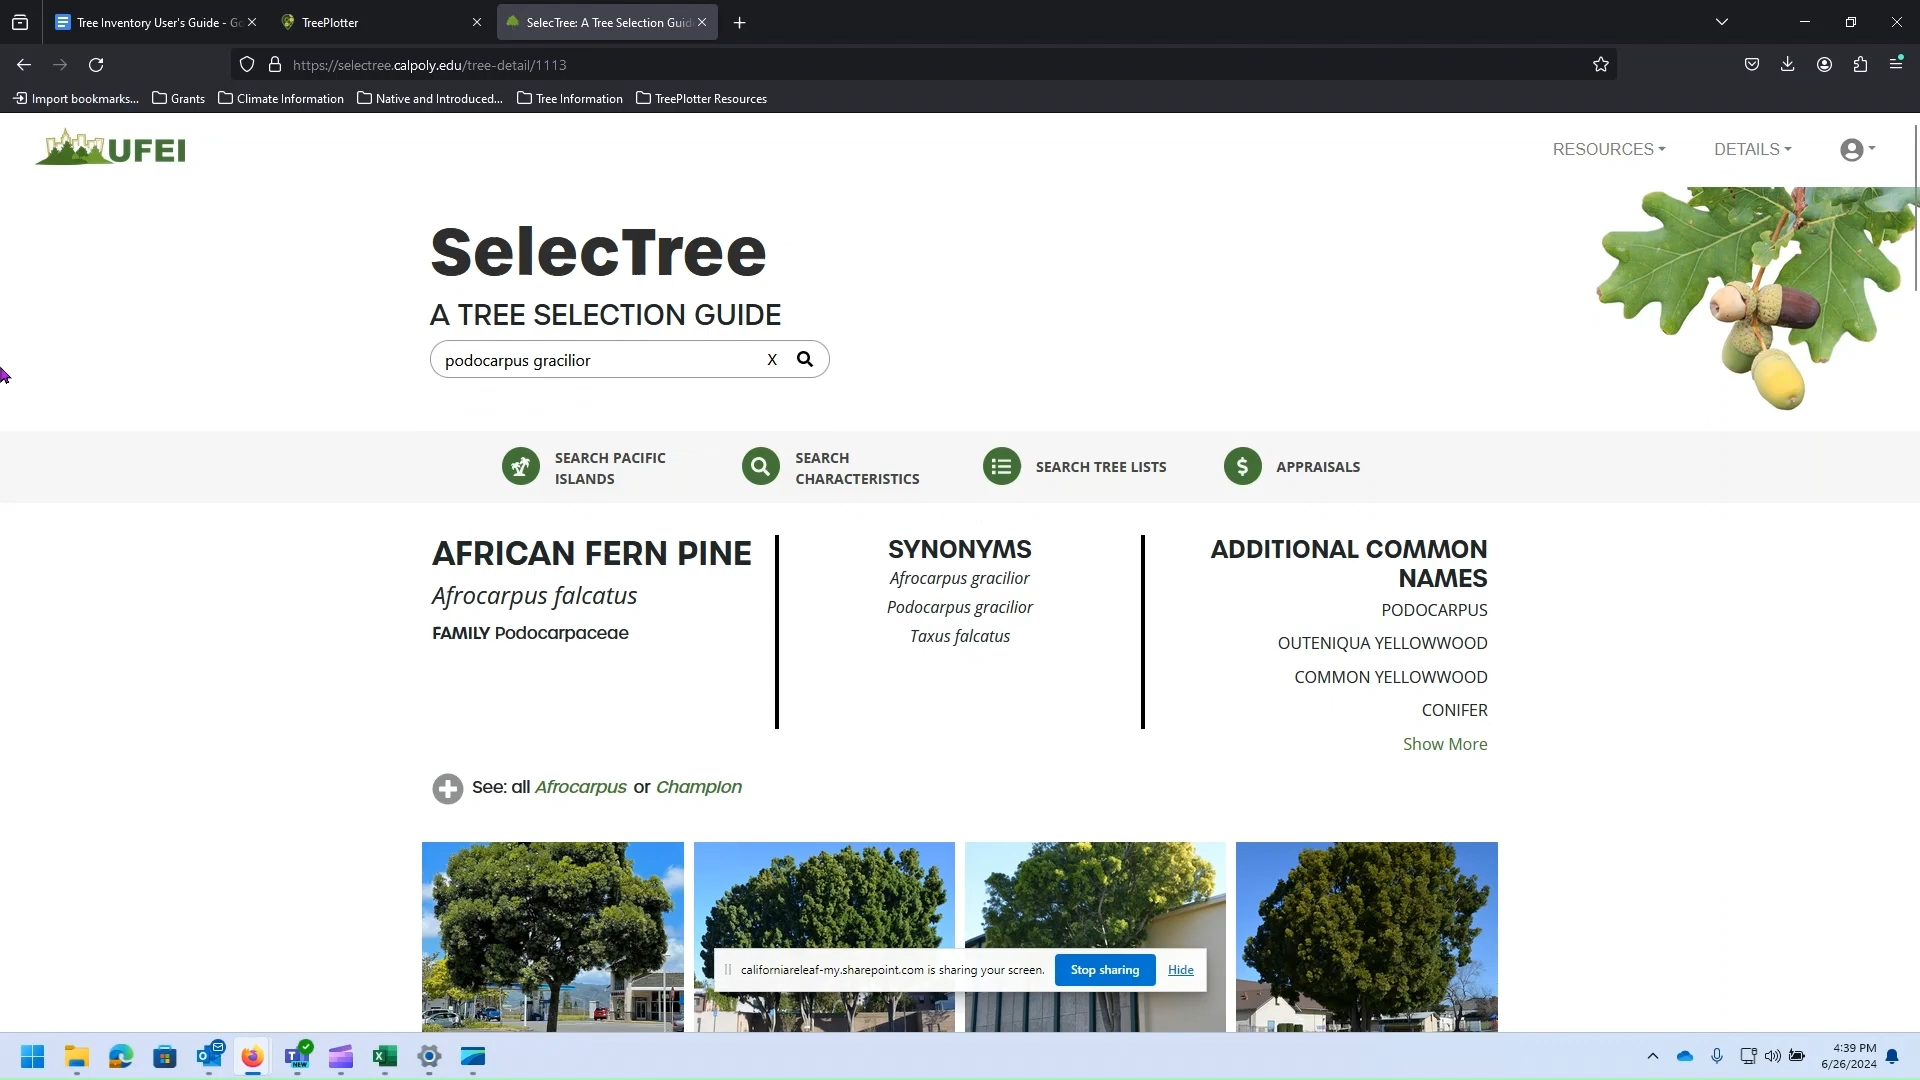 Tree Inventory User's Guide - Go
TreePlotter
SelecTree: A Tree Selection Guid
https://selectree.calpoly.edu/tree-detail/1113
Import bookmarks...
Grants
Climate Information
Native and Introduced...
Tree Information
TreePlotter Resources
UFEI
RESOURCES
DETAILS
SelecTree
A TREE SELECTION GUIDE
podocarpus gracilior
X
SEARCH PACIFIC
ISLANDS
SEARCH
CHARACTERISTICS
SEARCH TREE LISTS
$
APPRAISALS
AFRICAN FERN PINE
Afrocarpus falcatus
FAMILY Podocarpaceae
SYNONYMS
Afrocarpus gracilior
Podocarpus gracilior
Taxus falcatus
ADDITIONAL COMMON
NAMES
PODOCARPUS
OUTENIQUA YELLOWWOOD
COMMON YELLOWWOOD
CONIFER
Show More
See: all Afrocarpus or Champion
californiareleaf-my.sharepoint.com is sharing your screen.
Stop sharing
Hide
NEW
4:39 PM
6/26/2024